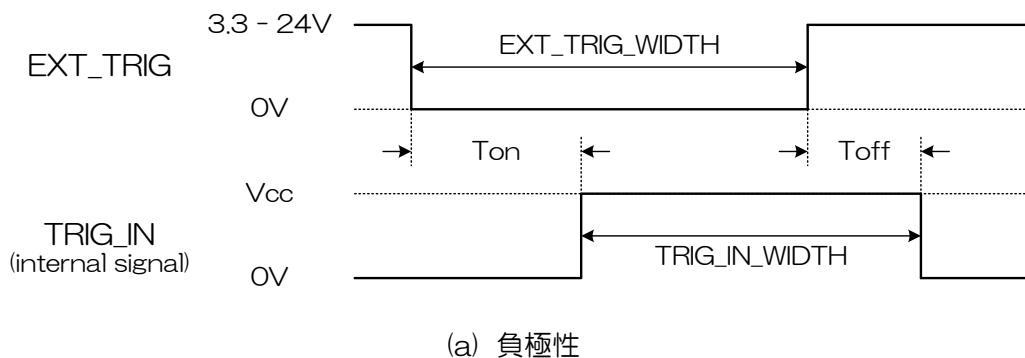 3.3 - 24V
EXT_TRIG
EXT_TRIG_WIDTH
0V
Ton
Toff
Vcc
TRIG_IN
(internal signal)
TRIG_IN_WIDTH
0V
(a) 負極性